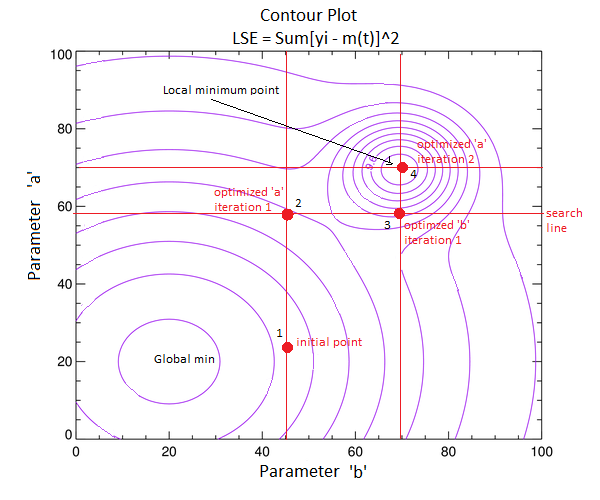 Contour Plot
LSE = Sum[yi - m(t)]^2
100
80
60
40
20
0
0
20
40
60
80
100
Parameter 'a'
Parameter 'b'
Local minimum point
optimized 'a'
iteration 2
4
optimized 'a'
iteration 1
2
3
optimzed 'b'
iteration 1
search
line
1
initial point
Global min